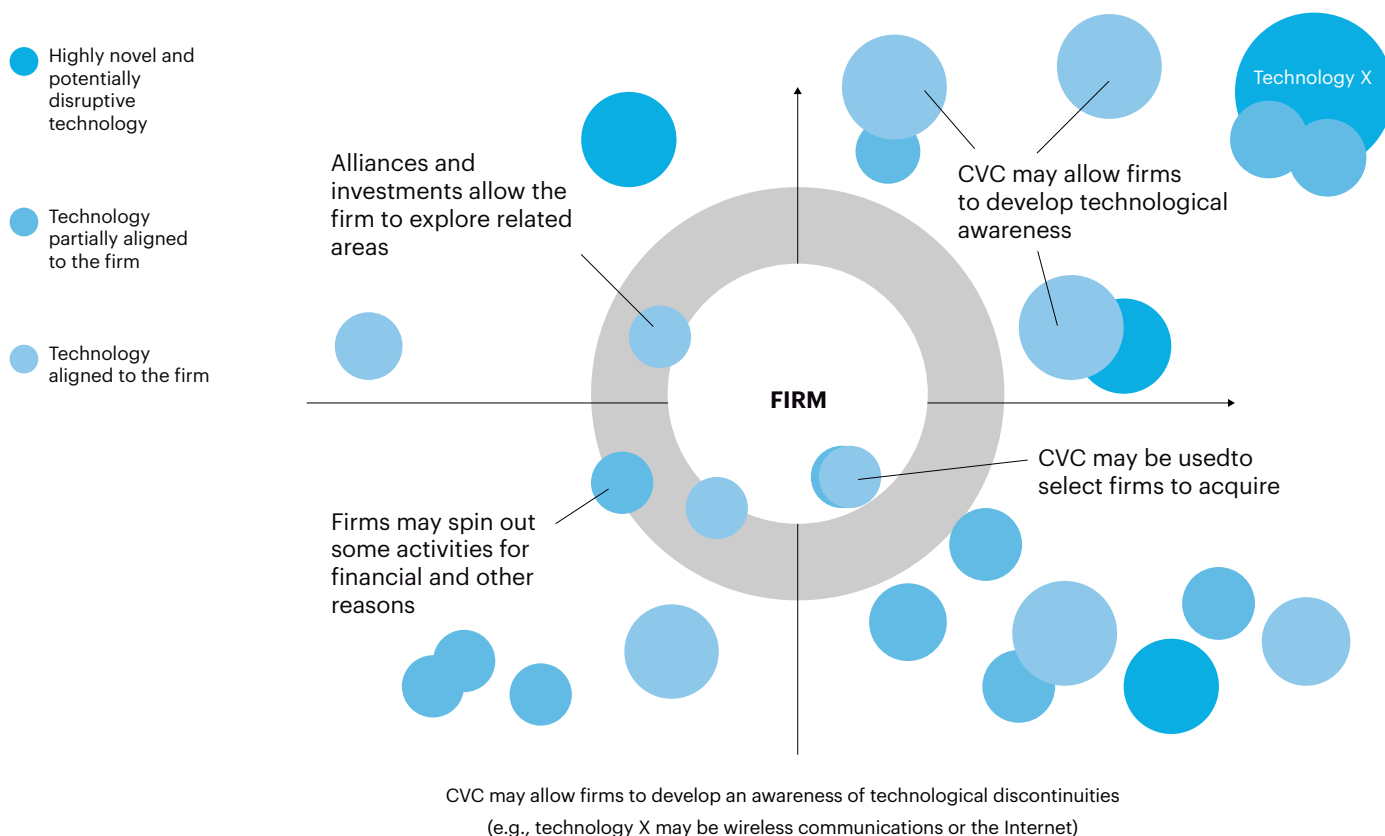 Highly novel and
potentially
disruptive
technology
Technology
partially aligned
to the firm
Technology
aligned to the firm
Technology X
Alliances and
investments allow the
firm to explore related
areas
CVC may allow firms
to develop technological
awareness
FIRM
CVC may be usedto
select firms to acquire
Firms may spin out
some activities for
financial and other
reasons
CVC may allow firms to develop an awareness of technological discontinuities
(e.g., technology X may be wireless communications or the Internet)